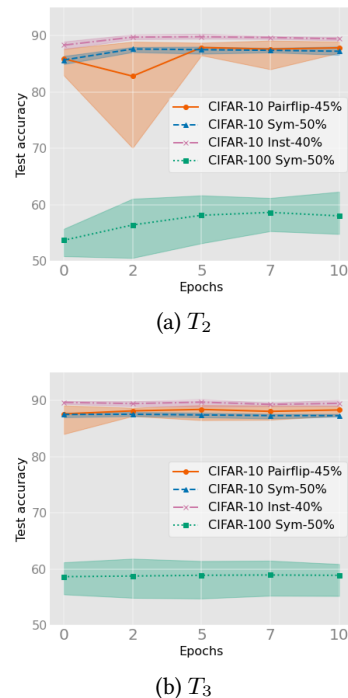 90
80
70
60
50
Test accuracy
CIFAR-10 Pairflip-45%
CIFAR-10 Sym-50%
CIFAR-10 Inst-40%
CIFAR-100 Sym-50%
0 2 5 7 10
Epochs
(a) T₂
90
80
70
60
50
Test accuracy
CIFAR-10 Pairflip-45%
CIFAR-10 Sym-50%
CIFAR-10 Inst-40%
CIFAR-100 Sym-50%
0 2 5 7 10
Epochs
(b) T₃